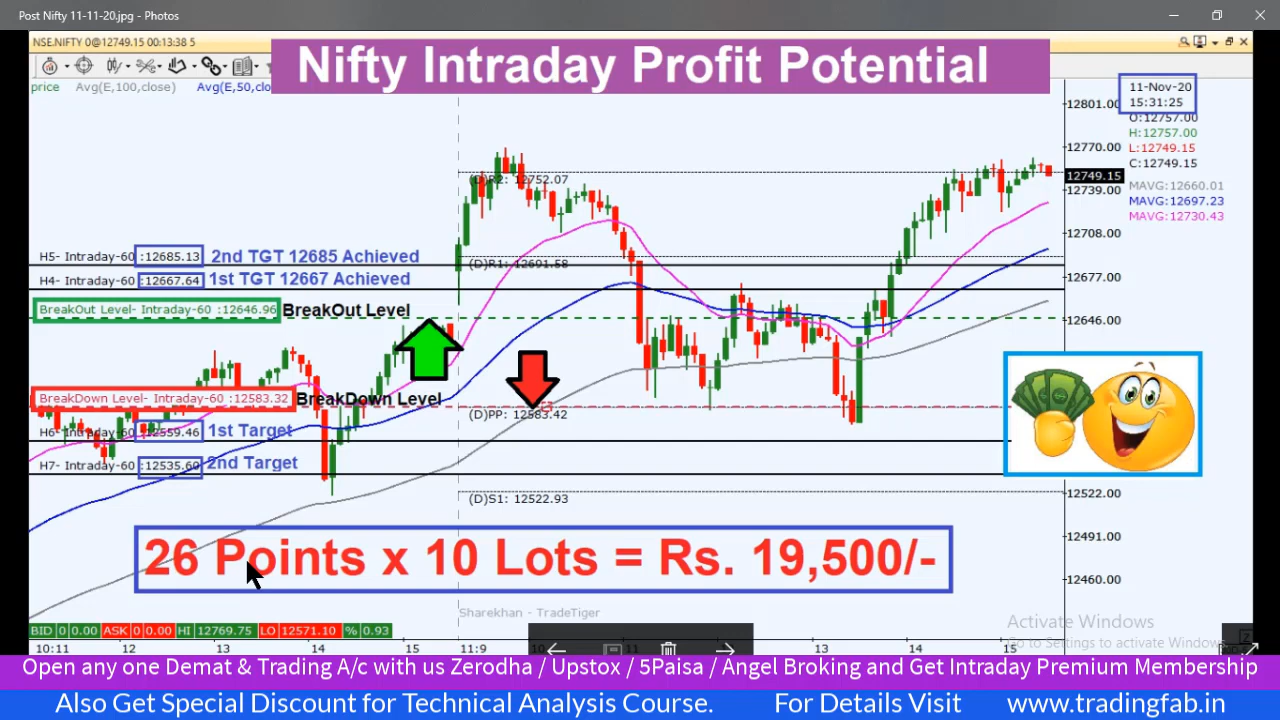 Post Nifty 11-11-20.jpg - Photos
NSE.NIFTY 0@12749.15 00:13:38 5
Nifty Intraday Profit Potential
price Avg(E,100,close) Avg(E,50,clo
11-Nov-20
15:31:25
O:12757.00
H:12757.00
L:12749.15
C:12749.15
MAVG:12660.01
MAVG:12697.23
MAVG:12730.43
12801.00
12770.00
12749.15
12739.00
12708.00
12677.00
12646.00
12522.00
12491.00
12460.00
(D)R2: 12752.07
H5- Intraday-60 :12685.13 2nd TGT 12685 Achieved
(D)R1: 12691.58
H4- Intraday-60 :12667.64 1st TGT 12667 Achieved
BreakOut Level- Intraday-60 :12646.96 BreakOut Level
BreakDown Level- Intraday-60 :12583.32 BreakDown Level
(D)PP: 12583.42
H6- Intraday-60 :12559.46 1st Target
H7- Intraday-60 :12535.60 2nd Target
(D)S1: 12522.93
26 Points x 10 Lots = Rs. 19,500/-
Sharekhan - TradeTiger
Activate Windows
Go to Settings to activate Windows.
BID 0 0.00 ASK 0 0.00 HI 12769.75 LO 12571.10 % 0.93
10:11 12 13 14 15 11:9 10 11 13 14 15
Open any one Demat & Trading A/c with us Zerodha / Upstox / 5Paisa / Angel Broking and Get Intraday Premium Membership
Also Get Special Discount for Technical Analysis Course. For Details Visit www.tradingfab.in